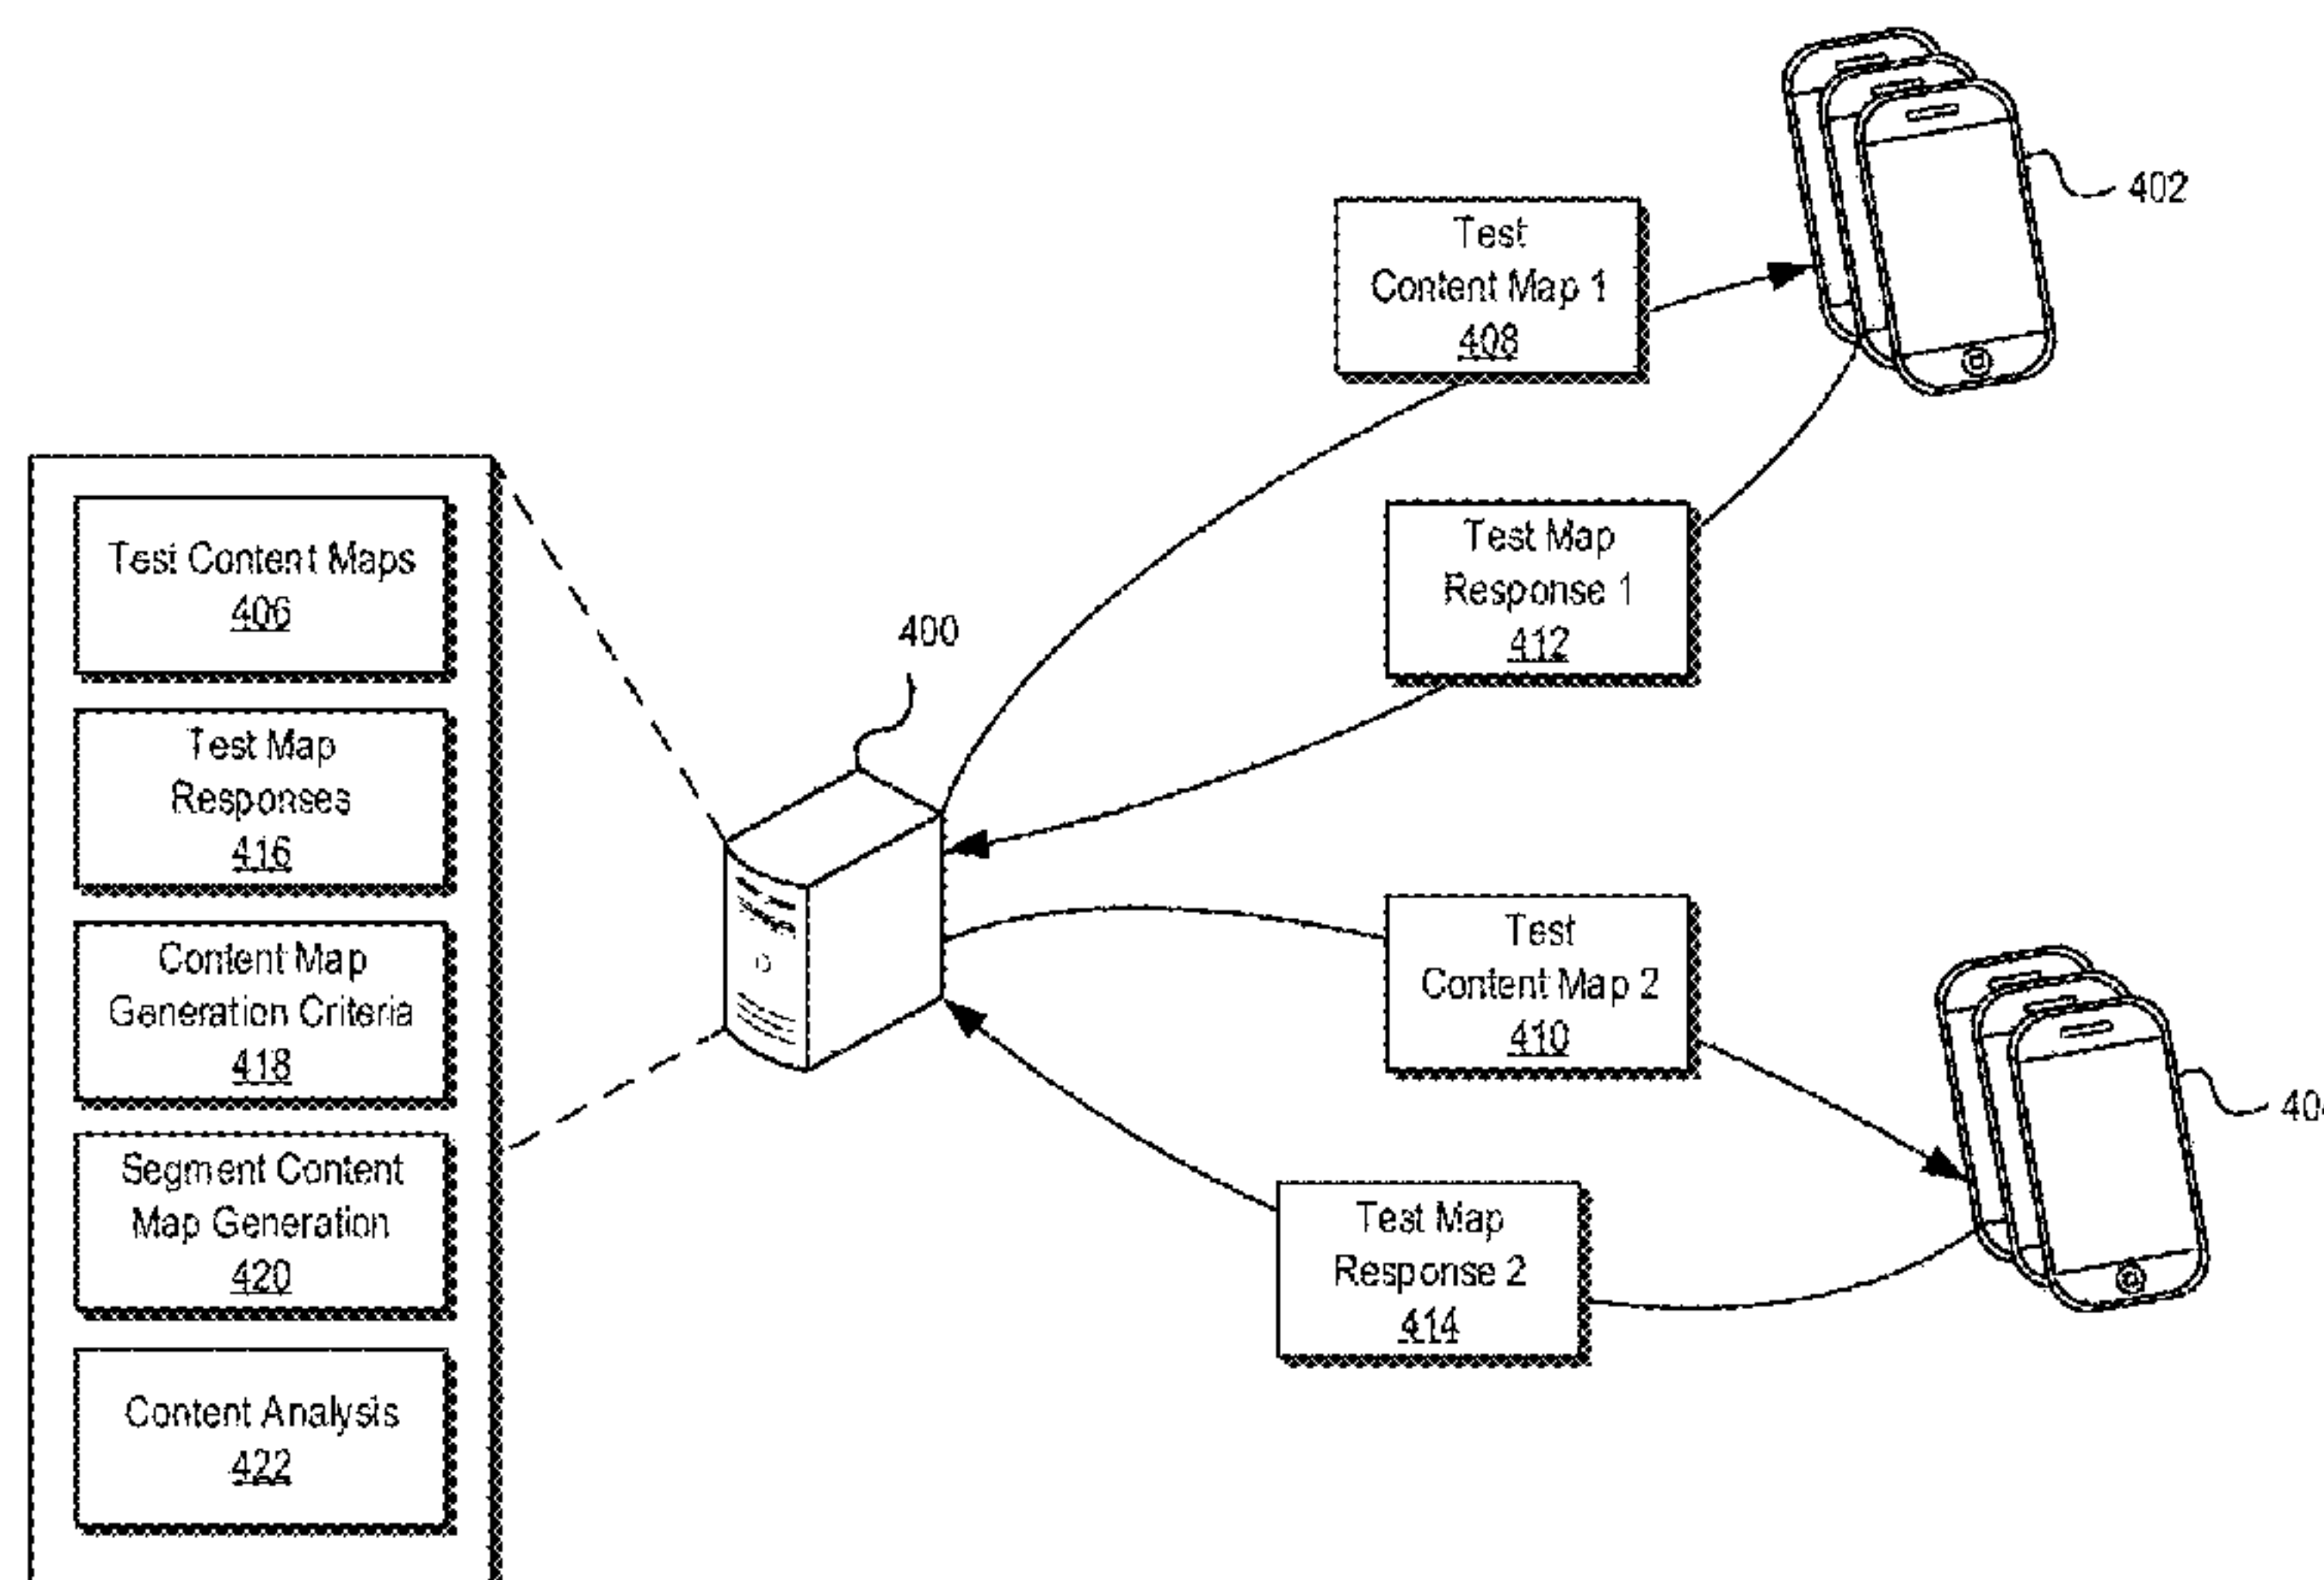 Test Content Maps
406
Test Map
Responses
416
Content Map
Generation Criteria
418
Segment Content
Map Generation
420
Content Analysis
422
400
Test
Content Map 1
408
402
Test Map
Response 1
412
Test
Content Map 2
410
Test Map
Response 2
414